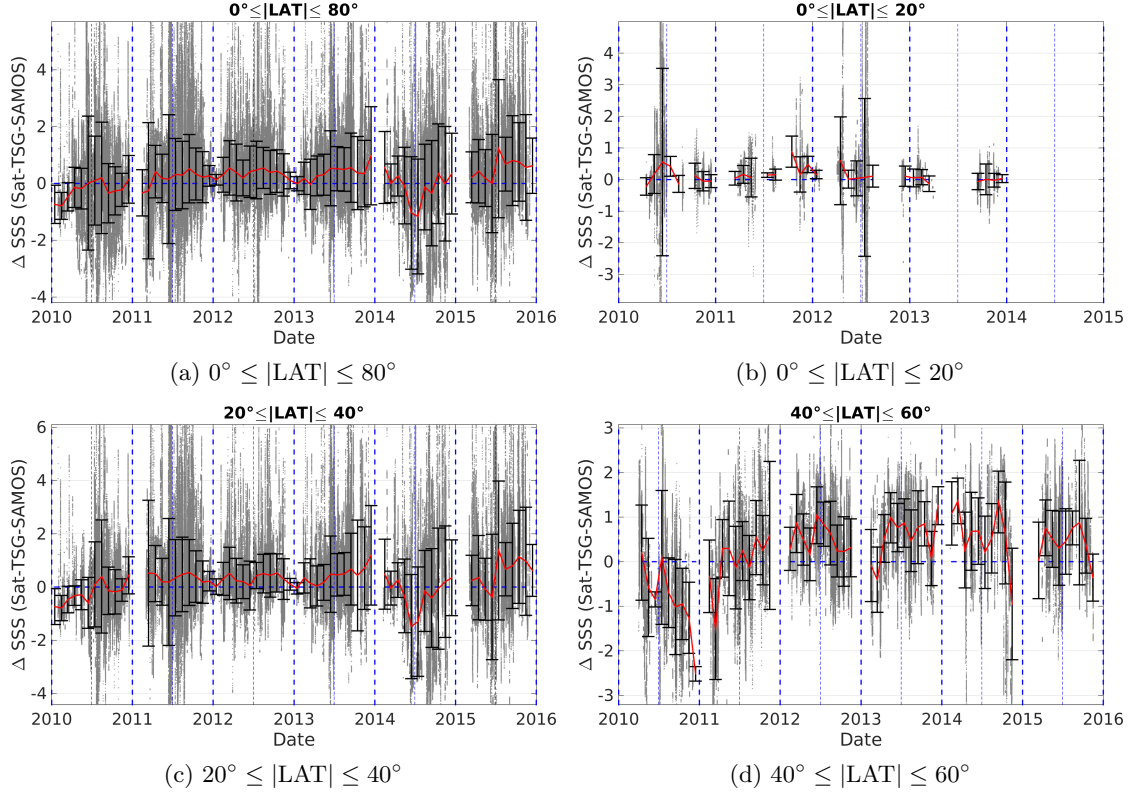 0°≤|LAT|≤ 80°
Δ SSS (Sat-TSG-SAMOS)
4
2
0
-2
-4
2010 2011 2012 2013 2014 2015 2016
Date
(a) 0° ≤ |LAT| ≤ 80°
0°≤|LAT|≤ 20°
Δ SSS (Sat-TSG-SAMOS)
4
3
2
1
0
-1
-2
-3
2010 2011 2012 2013 2014 2015
Date
(b) 0° ≤ |LAT| ≤ 20°
20°≤|LAT|≤ 40°
Δ SSS (Sat-TSG-SAMOS)
6
4
2
0
-2
-4
2010 2011 2012 2013 2014 2015 2016
Date
(c) 20° ≤ |LAT| ≤ 40°
40°≤|LAT|≤ 60°
Δ SSS (Sat-TSG-SAMOS)
3
2
1
0
-1
-2
-3
2010 2011 2012 2013 2014 2015 2016
Date
(d) 40° ≤ |LAT| ≤ 60°